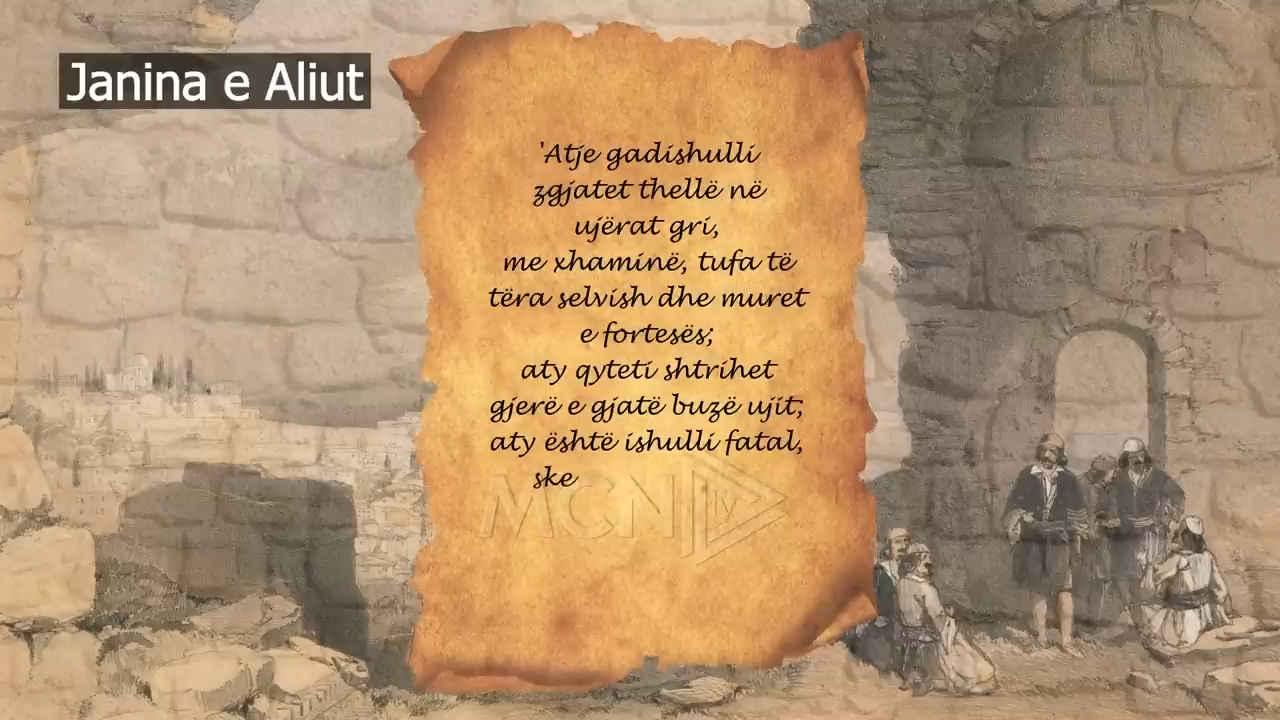 Janina e Aliut
'Atje gadishulli
zgjatet thellë në
ujërat gri,
me xhaminë, tufa të
tëra selvish dhe muret
e fortesës;
aty qyteti shtrihet
gjerë e gjatë buzë ujit;
aty është ishulli fatal,
ske
MCN TV